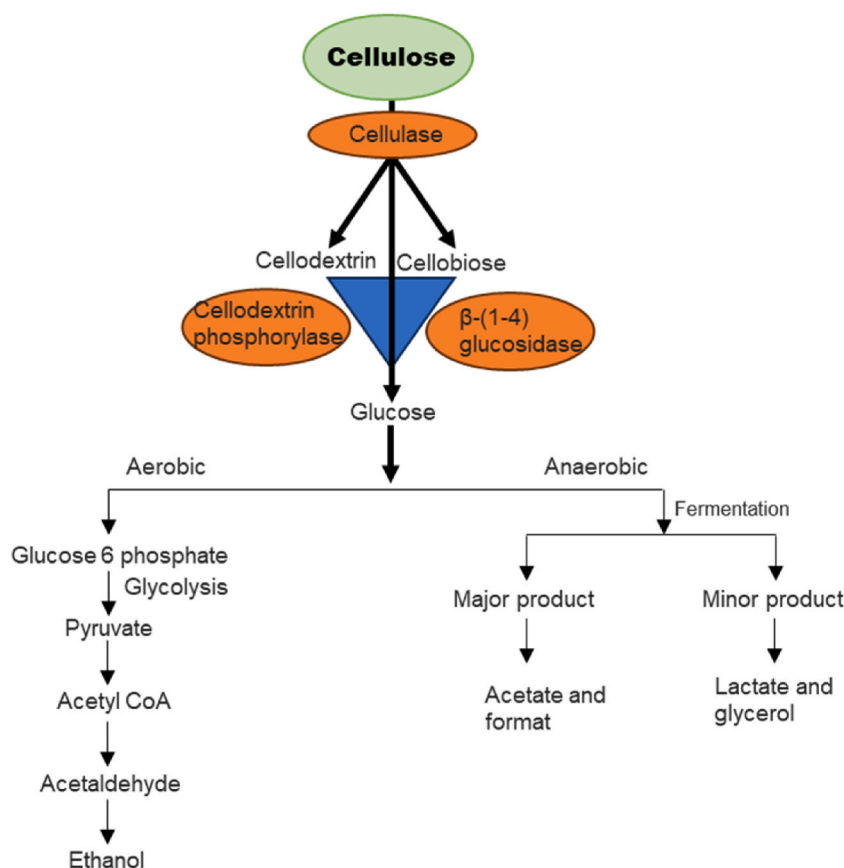 Cellulose
Cellulase
Cellodextrin
Cellobiose
Cellodextrin
phosphorylase
β-(1-4)
glucosidase
Glucose
Aerobic
Anaerobic
Fermentation
Glucose 6 phosphate
Glycolysis
Pyruvate
Acetyl CoA
Acetaldehyde
Ethanol
Major product
Minor product
Acetate and
format
Lactate and
glycerol